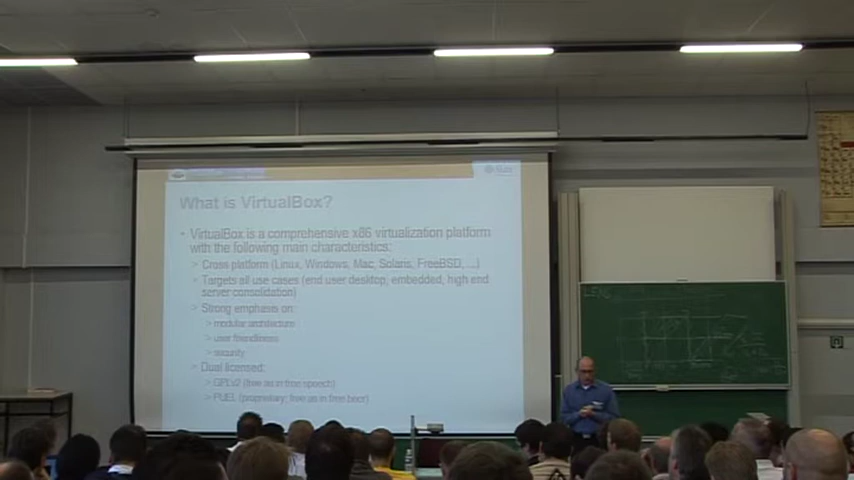 What is VirtualBox?
• VirtualBox is a comprehensive x86 virtualization platform
with the following main characteristics:
> Cross platform (Linux, Windows, Mac, Solaris, FreeBSD, ...)
> Targets all use cases (end user desktop, embedded, high end
server consolidation)
> Strong emphasis on:
> modular architecture
> user friendliness
> security
> Dual licensed:
> GPLv2 (free as in free speech)
> PUEL (proprietary; free as in free beer)